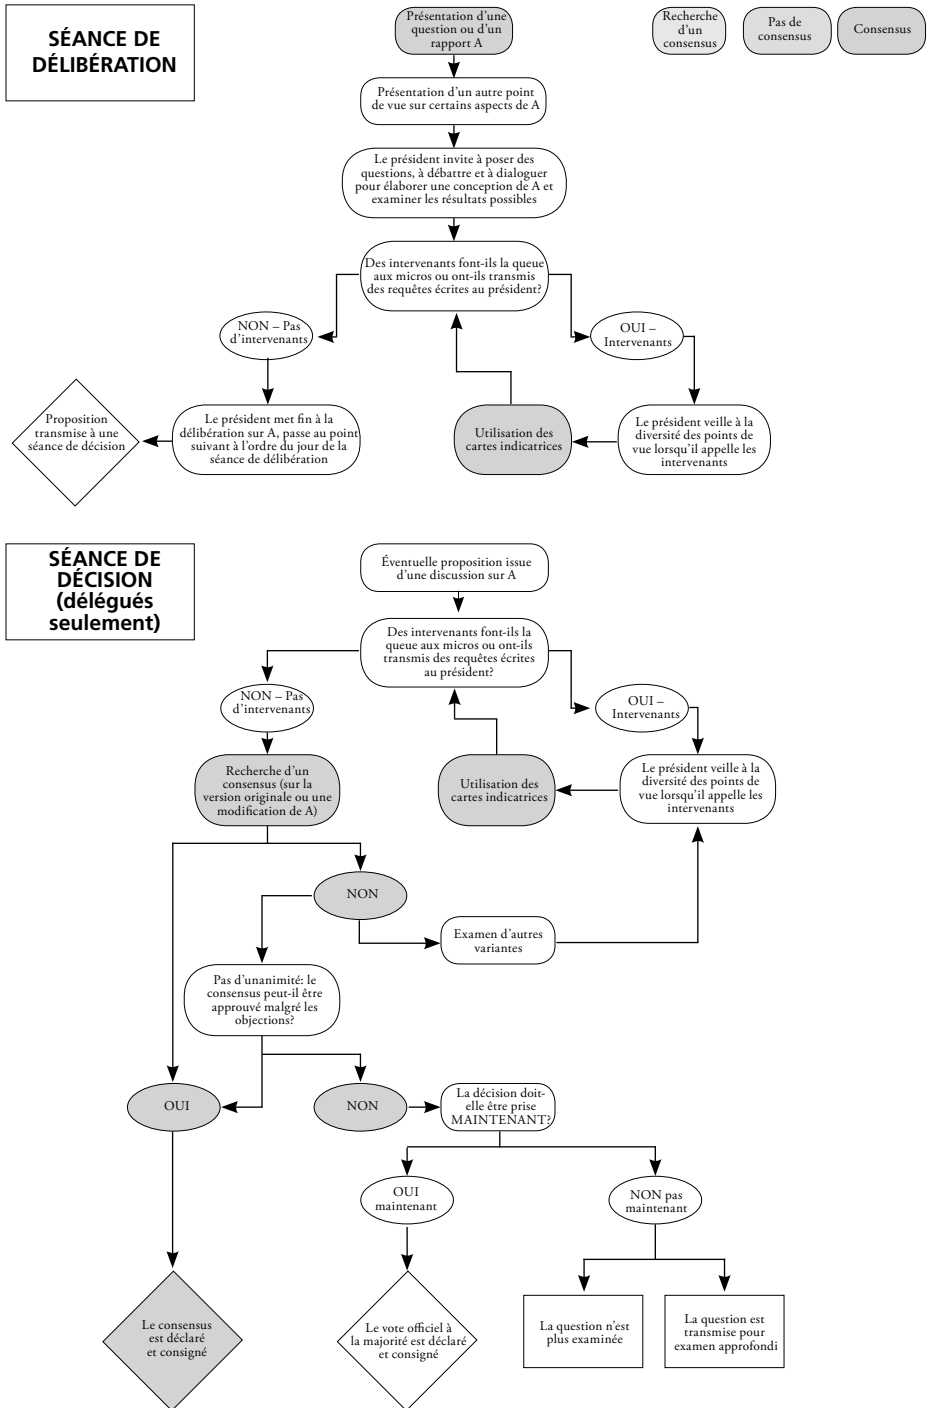 SÉANCE DE
DÉLIBÉRATION
Présentation d'une
question ou d'un
rapport A
Recherche
d'un
consensus
Pas de
consensus
Consensus
Présentation d'un autre point
de vue sur certains aspects de A
Le président invite à poser des
questions, à débattre et à dialoguer
pour élaborer une conception de A et
examiner les résultats possibles
Des intervenants font-ils la queue
aux micros ou ont-ils transmis
des requêtes écrites au président?
NON – Pas
d'intervenants
OUI –
Intervenants
Proposition
transmise à une
séance de décision
Le président met fin à la
délibération sur A, passe au point
suivant à l'ordre du jour de la
séance de délibération
Utilisation des
cartes indicatrices
Le président veille à la
diversité des points de
vue lorsqu'il appelle les
intervenants
SÉANCE DE
DÉCISION
(délégués
seulement)
Éventuelle proposition issue
d'une discussion sur A
Des intervenants font-ils la
queue aux micros ou ont-ils
transmis des requêtes écrites
au président?
NON – Pas
d'intervenants
OUI –
Intervenants
Recherche d'un
consensus (sur la
version originale ou une
modification de A)
Utilisation des
cartes indicatrices
Le président veille à la
diversité des points de
vue lorsqu'il appelle les
intervenants
NON
Examen d'autres
variantes
Pas d'unanimité: le
consensus peut-il être
approuvé malgré les
objections?
OUI
NON
La décision doit-
elle être prise
MAINTENANT?
OUI
maintenant
NON pas
maintenant
Le consensus
est déclaré
et consigné
Le vote officiel à
la majorité est déclaré
et consigné
La question n'est
plus examinée
La question est
transmise pour
examen approfondi